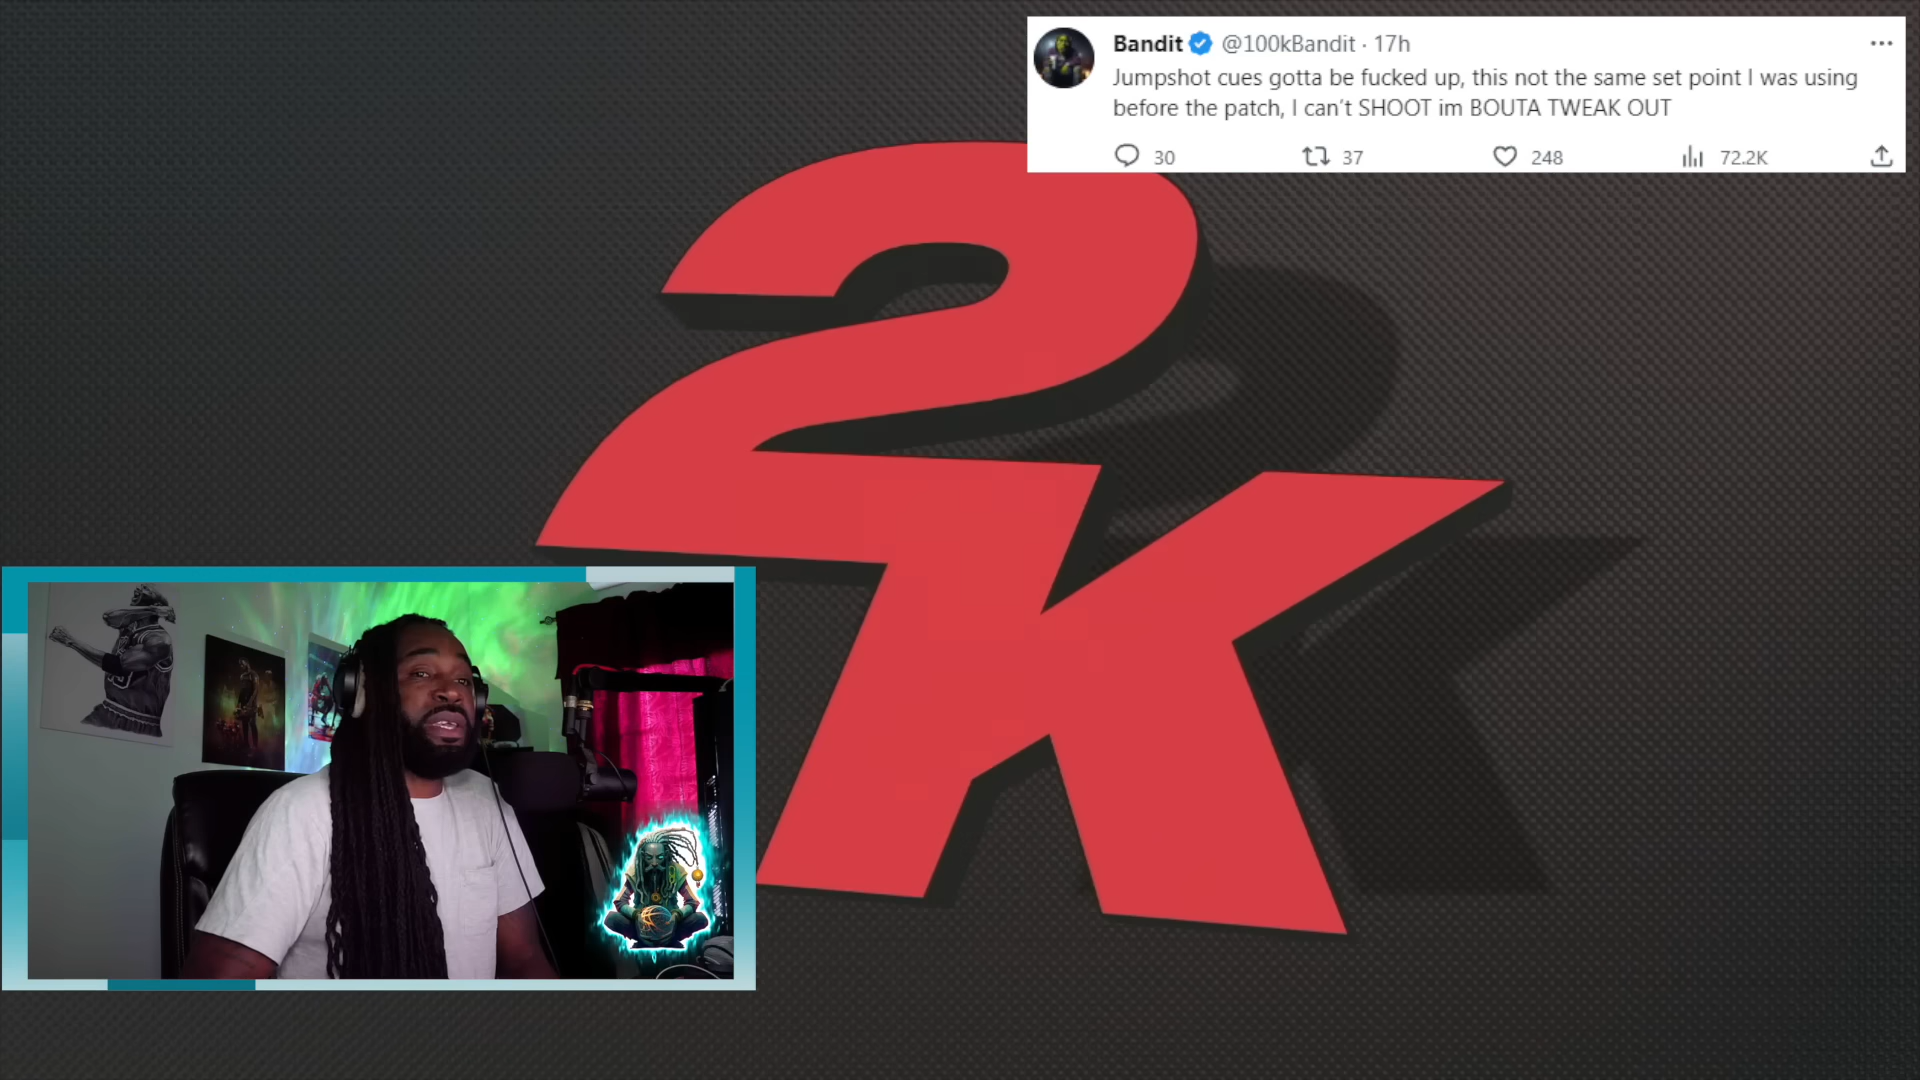 Bandit @100kBandit · 17h
Jumpshot cues gotta be fucked up, this not the same set point I was using
before the patch, I can't SHOOT im BOUTA TWEAK OUT
30 37 248 72.2K
2K